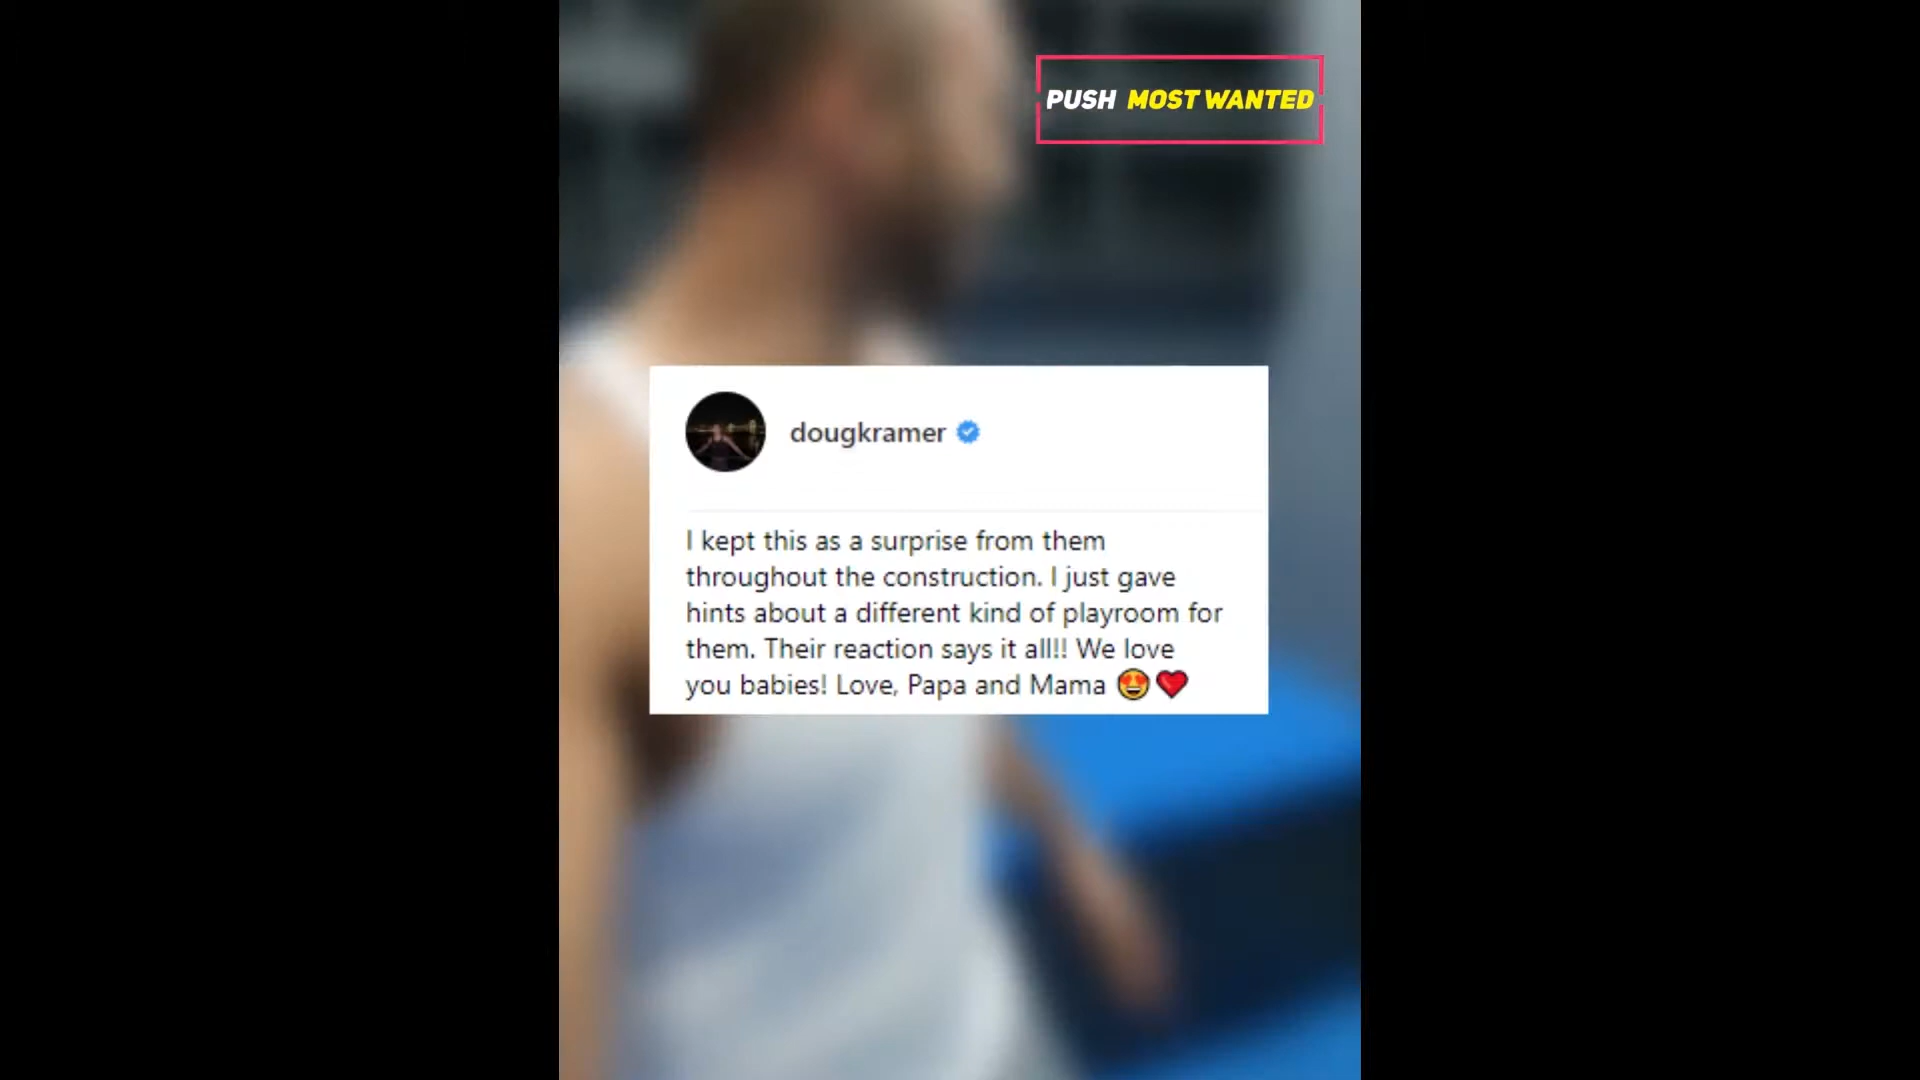 PUSH MOST WANTED
dougkramer
I kept this as a surprise from them
throughout the construction. I just gave
hints about a different kind of playroom for
them. Their reaction says it all!! We love
you babies! Love, Papa and Mama 😍❤️